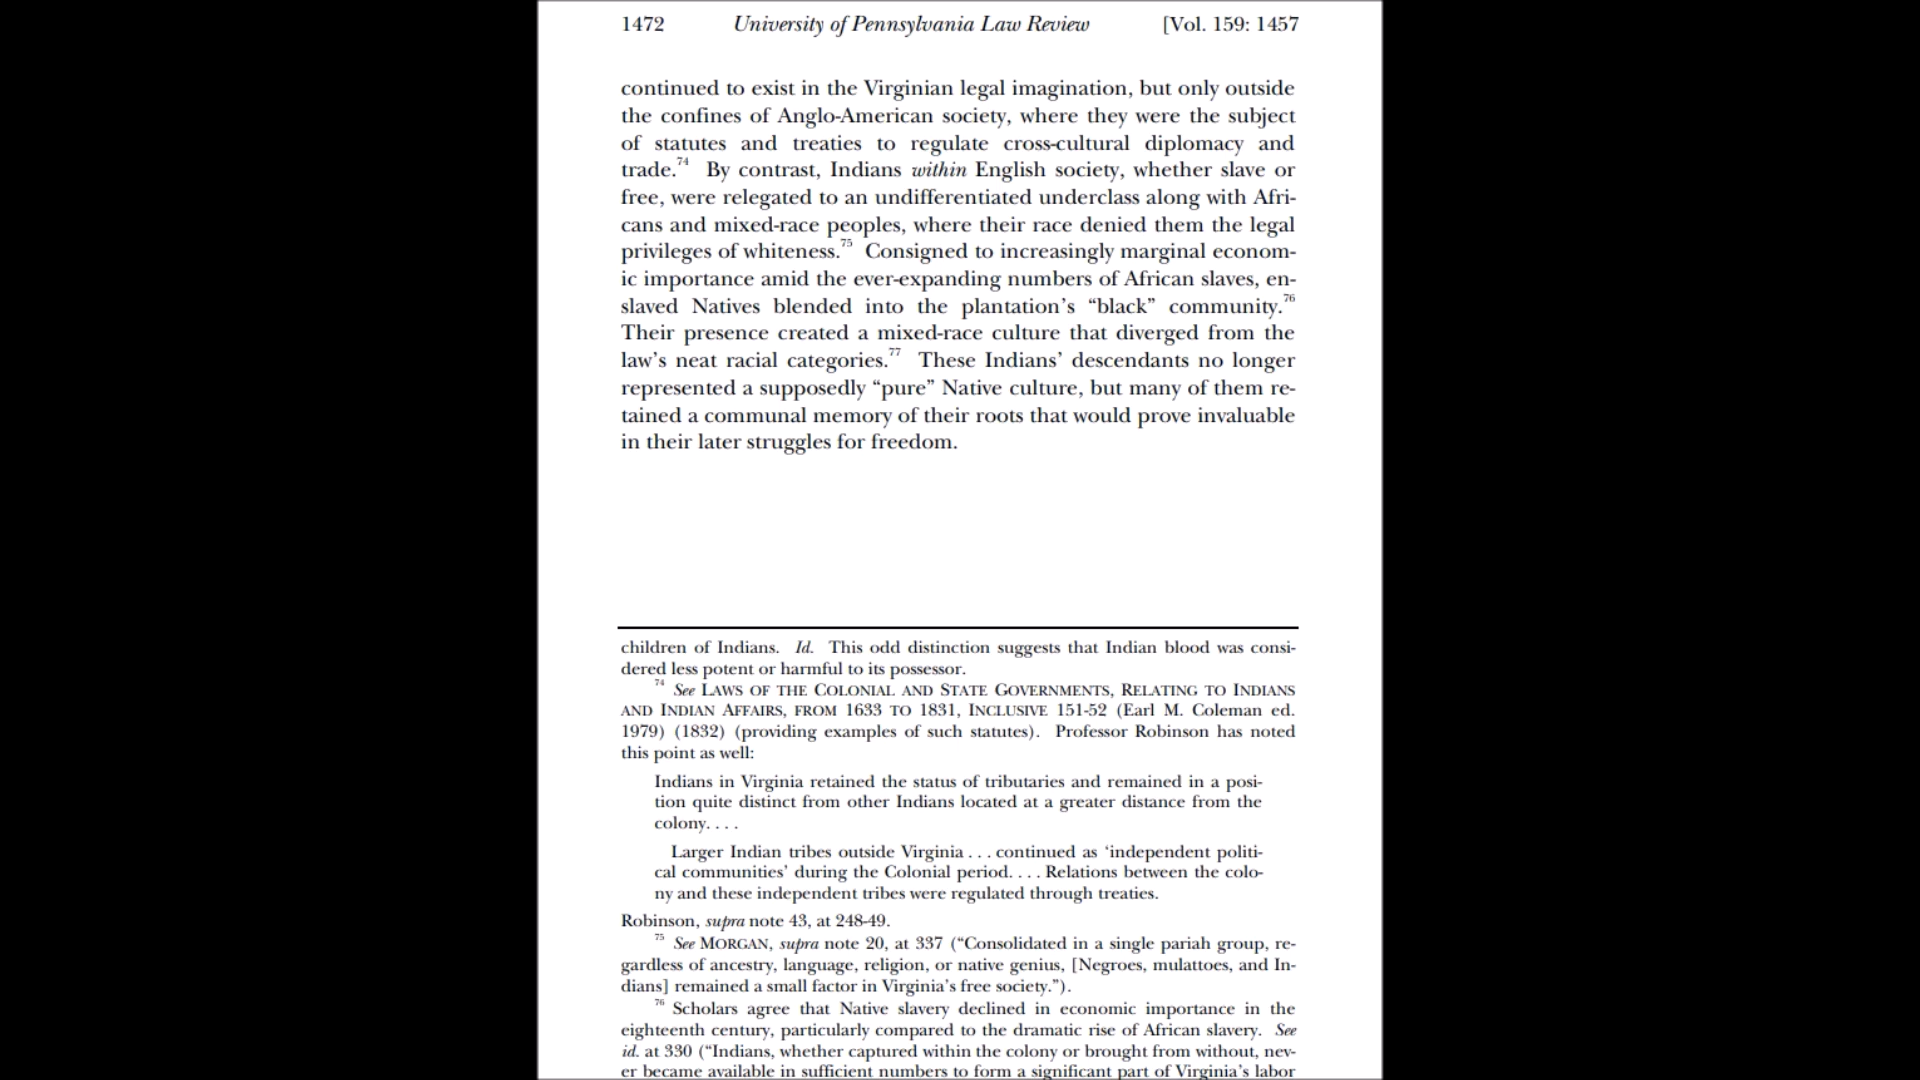 1472 University of Pennsylvania Law Review [Vol. 159: 1457
continued to exist in the Virginian legal imagination, but only outside
the confines of Anglo-American society, where they were the subject
of statutes and treaties to regulate cross-cultural diplomacy and
trade.74 By contrast, Indians within English society, whether slave or
free, were relegated to an undifferentiated underclass along with Afri-
cans and mixed-race peoples, where their race denied them the legal
privileges of whiteness.75 Consigned to increasingly marginal econom-
ic importance amid the ever-expanding numbers of African slaves, en-
slaved Natives blended into the plantation’s “black” community.76
Their presence created a mixed-race culture that diverged from the
law’s neat racial categories.77 These Indians’ descendants no longer
represented a supposedly “pure” Native culture, but many of them re-
tained a communal memory of their roots that would prove invaluable
in their later struggles for freedom.
children of Indians. Id. This odd distinction suggests that Indian blood was consi-
dered less potent or harmful to its possessor.
74 See LAWS OF THE COLONIAL AND STATE GOVERNMENTS, RELATING TO INDIANS
AND INDIAN AFFAIRS, FROM 1633 TO 1831, INCLUSIVE 151-52 (Earl M. Coleman ed.
1979) (1832) (providing examples of such statutes). Professor Robinson has noted
this point as well:
Indians in Virginia retained the status of tributaries and remained in a posi-
tion quite distinct from other Indians located at a greater distance from the
colony. . . .
Larger Indian tribes outside Virginia . . . continued as ‘independent politi-
cal communities’ during the Colonial period. . . . Relations between the colo-
ny and these independent tribes were regulated through treaties.
Robinson, supra note 43, at 248-49.
75 See MORGAN, supra note 20, at 337 (“Consolidated in a single pariah group, re-
gardless of ancestry, language, religion, or native genius, [Negroes, mulattoes, and In-
dians] remained a small factor in Virginia’s free society.”).
76 Scholars agree that Native slavery declined in economic importance in the
eighteenth century, particularly compared to the dramatic rise of African slavery. See
id. at 330 (“Indians, whether captured within the colony or brought from without, nev-
er became available in sufficient numbers to form a significant part of Virginia’s labor